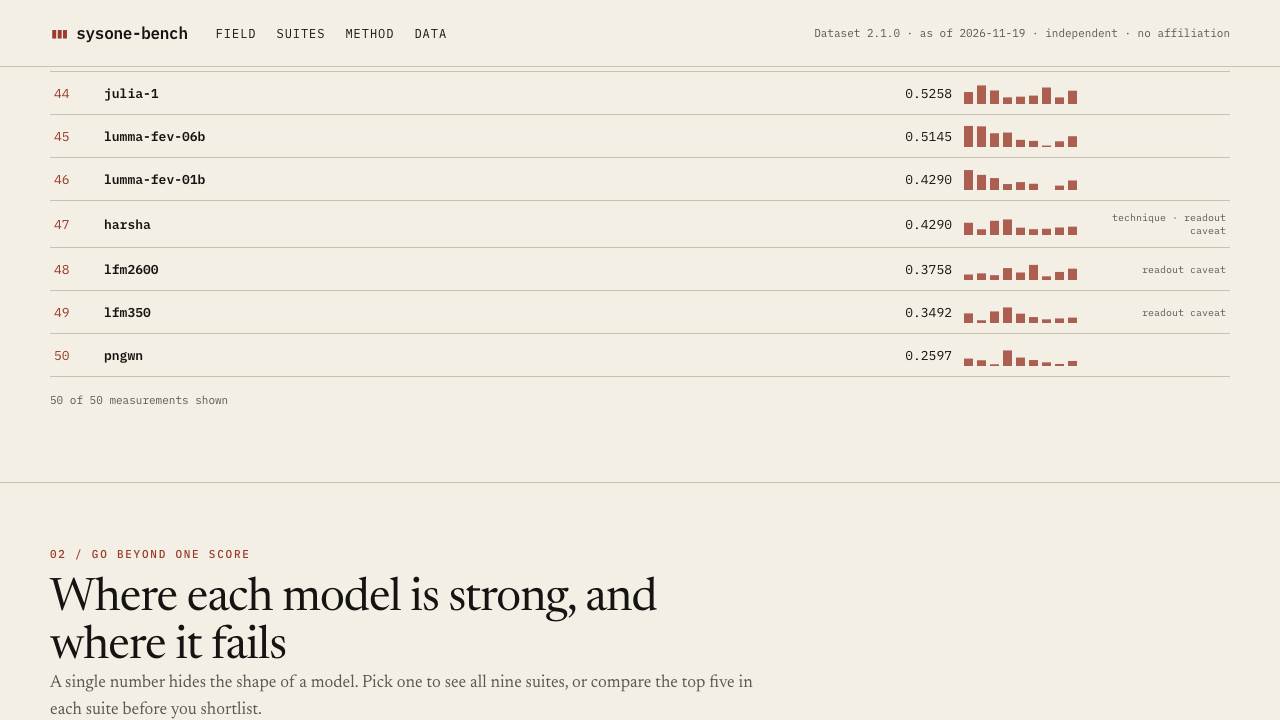 sysone-bench FIELD SUITES METHOD DATA Dataset 2.1.0 · as of 2026-11-19 · independent · no affiliation
44 julia-1 0.5258
45 lumma-fev-06b 0.5145
46 lumma-fev-01b 0.4290
47 harsha 0.4290 technique · readout
caveat
48 lfm2600 0.3758 readout caveat
49 lfm350 0.3492 readout caveat
50 pngwn 0.2597
50 of 50 measurements shown
02 / GO BEYOND ONE SCORE
Where each model is strong, and
where it fails
A single number hides the shape of a model. Pick one to see all nine suites, or compare the top five in
each suite before you shortlist.